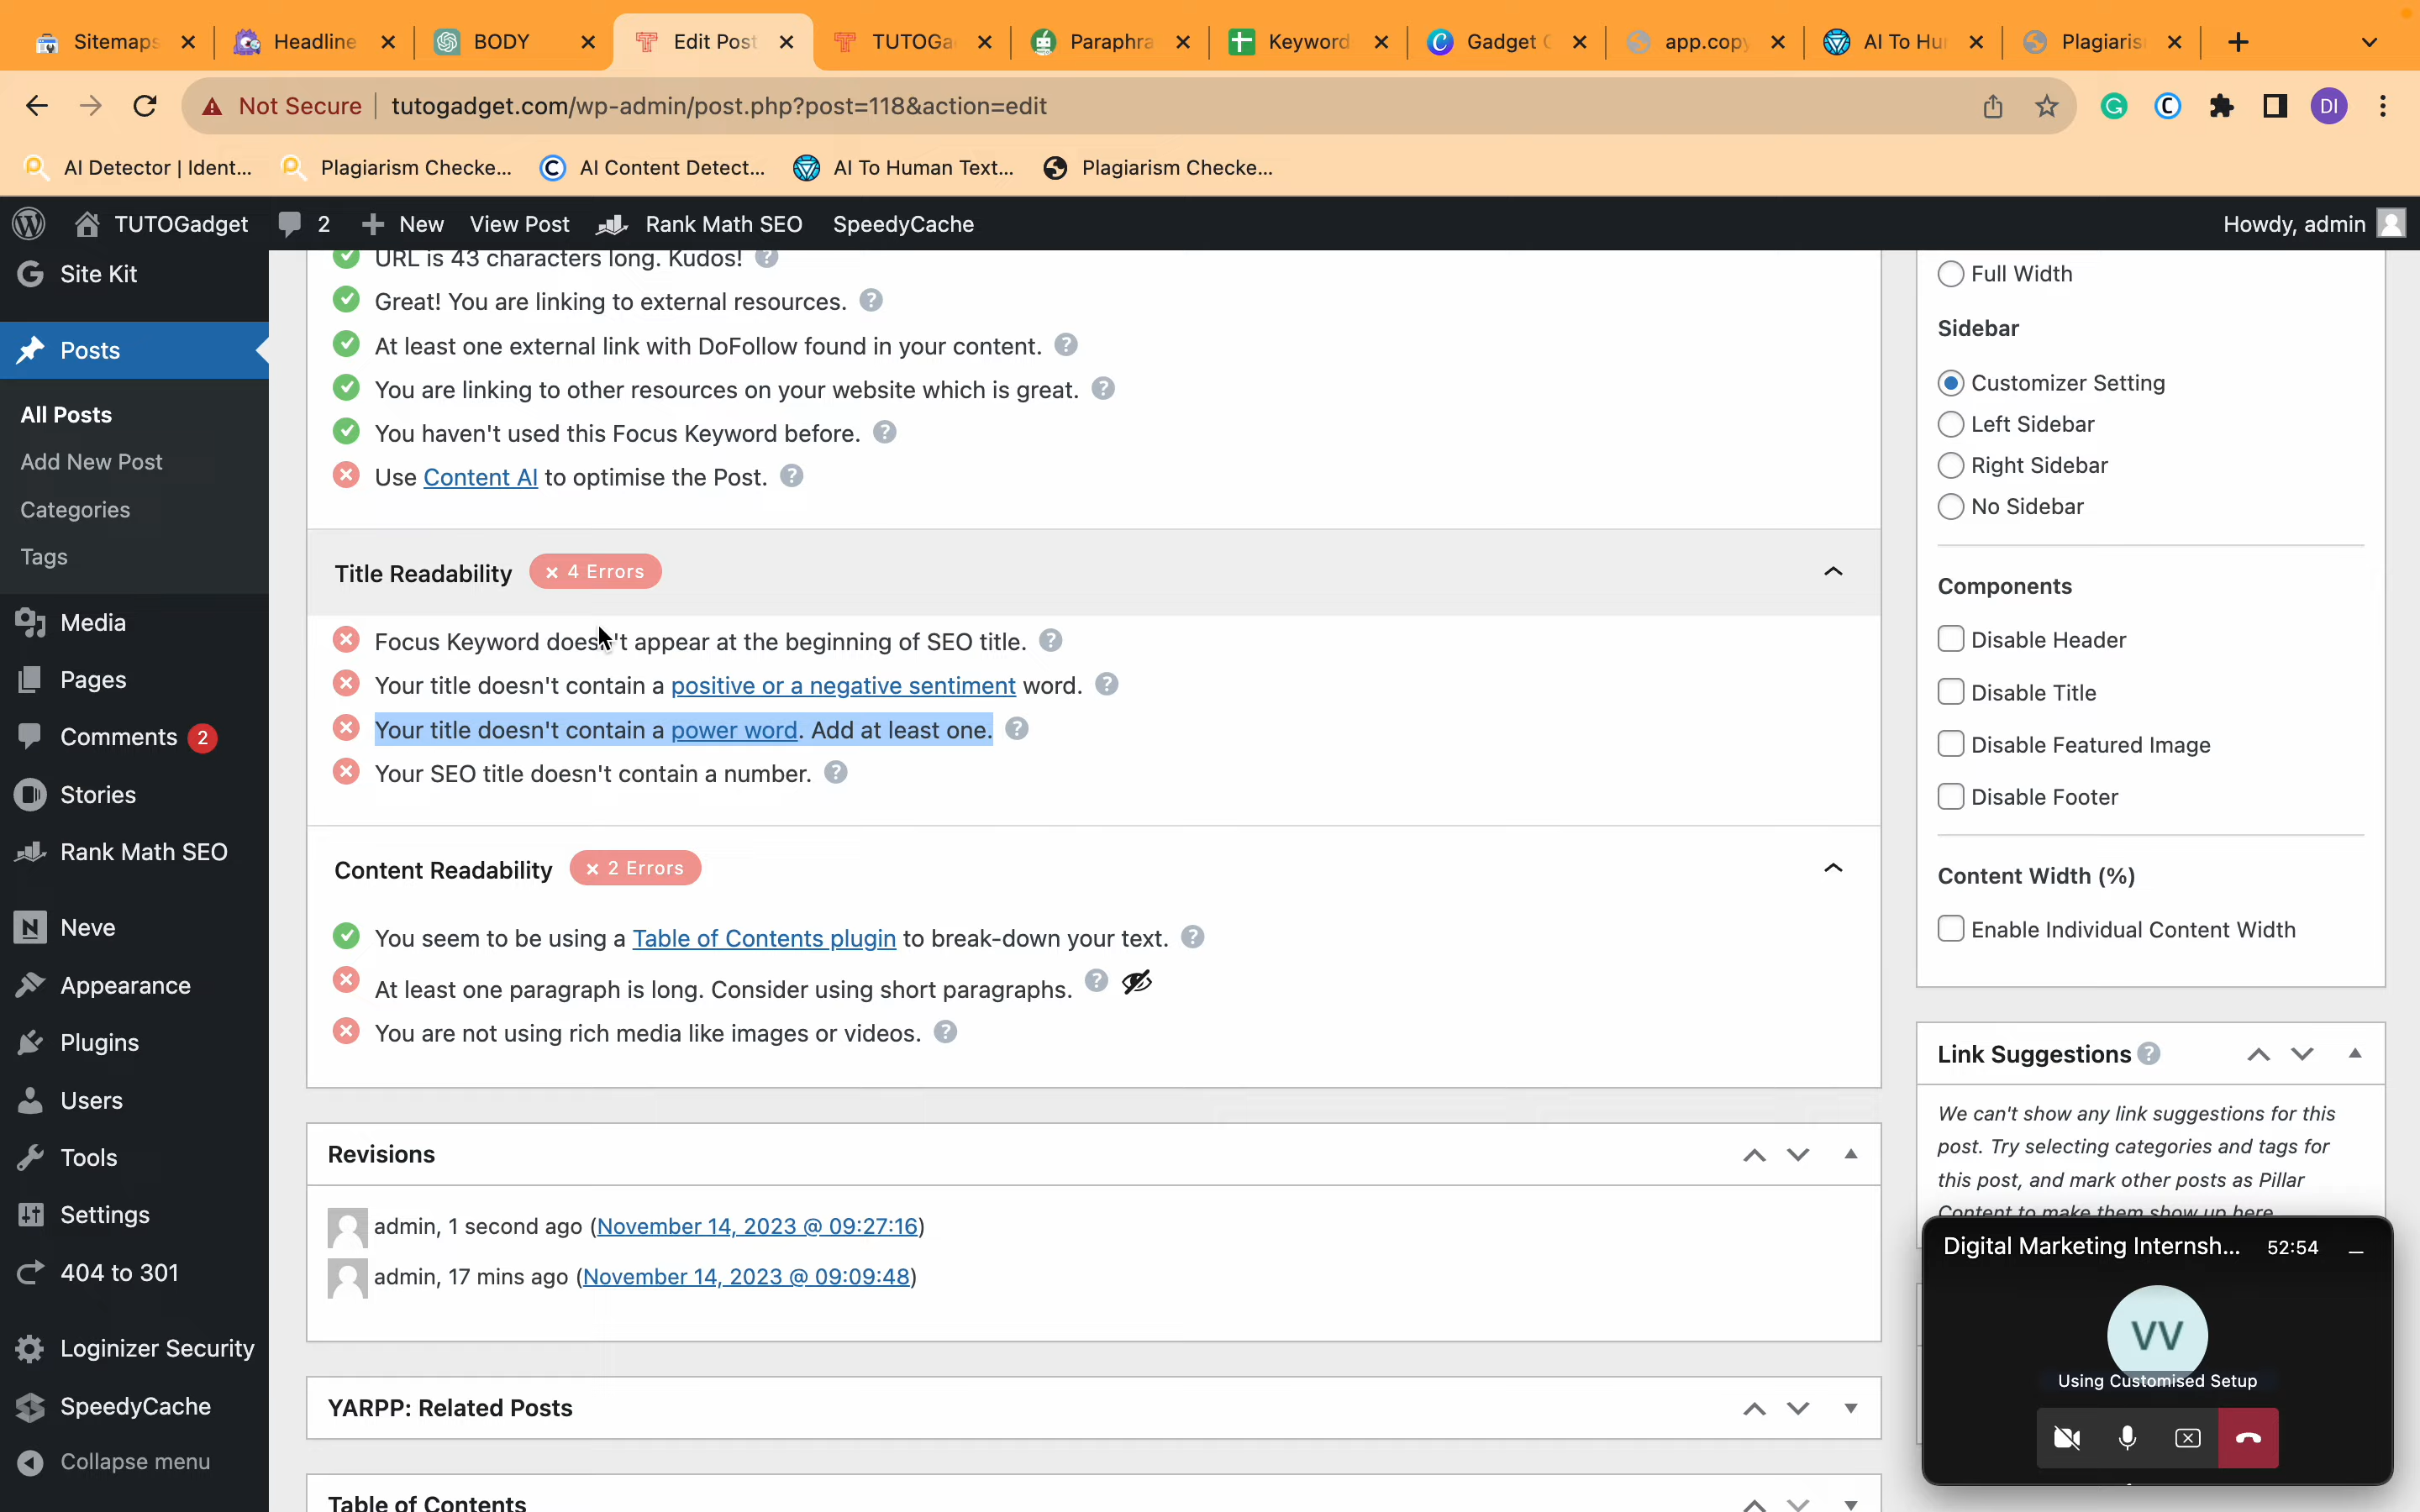 Sitemaps
Headline
BODY
Edit Post
TUTOGa
Paraphra
Keyword
Gadget
app.copy
AI To Hu
Plagiaris
Not Secure
tutogadget.com/wp-admin/post.php?post=118&action=edit
DI
AI Detector | Ident...
Plagiarism Checke...
AI Content Detect...
AI To Human Text...
Plagiarism Checke...
TUTOGadget
2
New
View Post
Rank Math SEO
SpeedyCache
Howdy, admin
Site Kit
Posts
All Posts
Add New Post
Categories
Tags
Media
Pages
Comments 2
Stories
Rank Math SEO
Neve
Appearance
Plugins
Users
Tools
Settings
404 to 301
Loginizer Security
SpeedyCache
Collapse menu
URL is 43 characters long. Kudos!
Great! You are linking to external resources.
At least one external link with DoFollow found in your content.
You are linking to other resources on your website which is great.
You haven't used this Focus Keyword before.
Use Content AI to optimise the Post.
Title Readability × 4 Errors
Focus Keyword doesn't appear at the beginning of SEO title.
Your title doesn't contain a positive or a negative sentiment word.
Your title doesn't contain a power word. Add at least one.
Your SEO title doesn't contain a number.
Content Readability × 2 Errors
You seem to be using a Table of Contents plugin to break-down your text.
At least one paragraph is long. Consider using short paragraphs.
You are not using rich media like images or videos.
Revisions
admin, 1 second ago (November 14, 2023 @ 09:27:16)
admin, 17 mins ago (November 14, 2023 @ 09:09:48)
YARPP: Related Posts
Table of Contents
Full Width
Sidebar
Customizer Setting
Left Sidebar
Right Sidebar
No Sidebar
Components
Disable Header
Disable Title
Disable Featured Image
Disable Footer
Content Width (%)
Enable Individual Content Width
Link Suggestions
We can't show any link suggestions for this
post. Try selecting categories and tags for
this post, and mark other posts as Pillar
Content to make them show up here.
Digital Marketing Internsh... 52:54
VV
Using Customised Setup